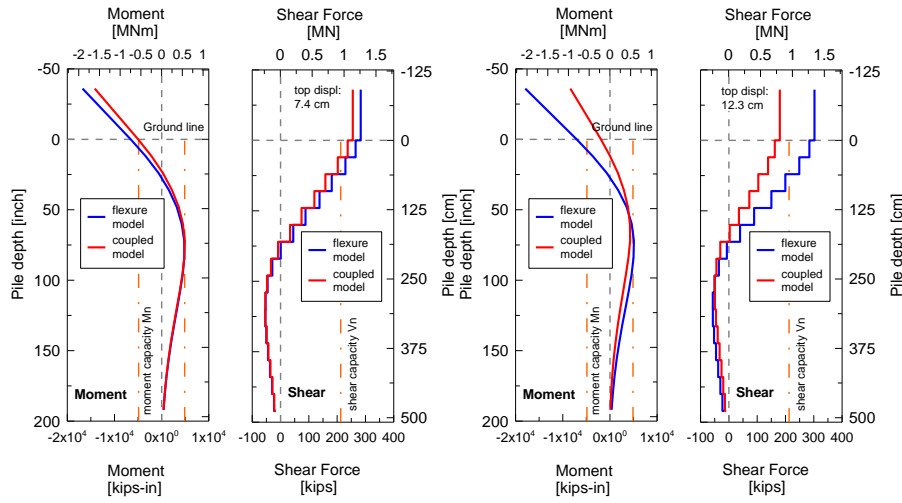 Moment
[MNm]
-2 -1.5 -1 -0.5 0 0.5 1
Shear Force
[MN]
0 0.5 1 1.5
Moment
[MNm]
-2 -1.5 -1 -0.5 0 0.5 1
Shear Force
[MN]
0 0.5 1 1.5
-50
0
50
100
150
200
Pile depth [inch]
Ground line
flexure
model
coupled
model
moment capacity Mn
Moment
-2x10⁴ -1x10⁴ 0x10⁰ 1x10⁴
Moment
[kips-in]
top displ:
7.4 cm
flexure
model
coupled
model
shear capacity Vn
Shear
-100 0 100 200 300 400
Shear Force
[kips]
-125
0
125
250
375
500
Pile depth [cm]
-50
0
50
100
150
200
Pile depth [inch]
Ground line
flexure
model
coupled
model
moment capacity Mn
Moment
-2x10⁴ -1x10⁴ 0x10⁰ 1x10⁴
Moment
[kips-in]
top displ:
12.3 cm
flexure
model
coupled
model
shear capacity Vn
Shear
-100 0 100 200 300 400
Shear Force
[kips]
-125
0
125
250
375
500
Pile depth [cm]